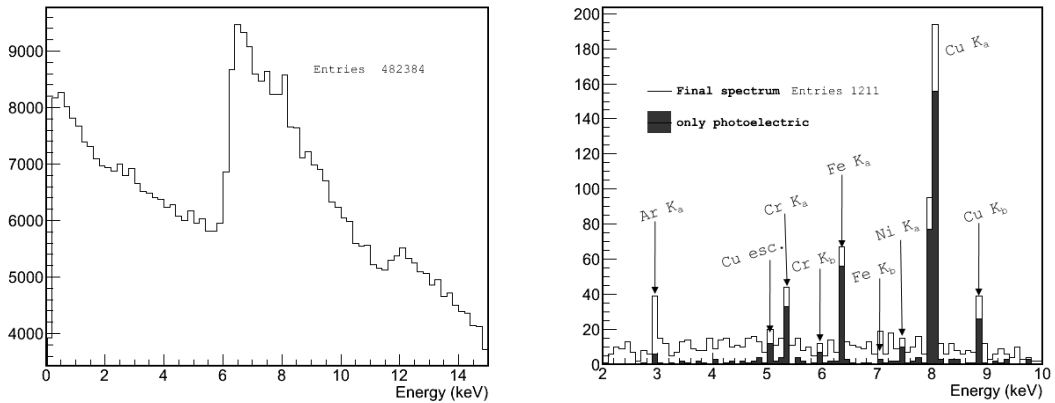 9000
8000
7000
6000
5000
4000
Entries 482384
0 2 4 6 8 10 12 14
Energy (keV)
200
180
160
140
120
100
80
60
40
20
0
Final spectrum Entries 1211
only photoelectric
Ar Ka
Cu esc.
Cr Ka
Cr Kb
Fe Ka
Fe Kb
Ni Ka
Cu Ka
Cu Kb
2 3 4 5 6 7 8 9 10
Energy (keV)